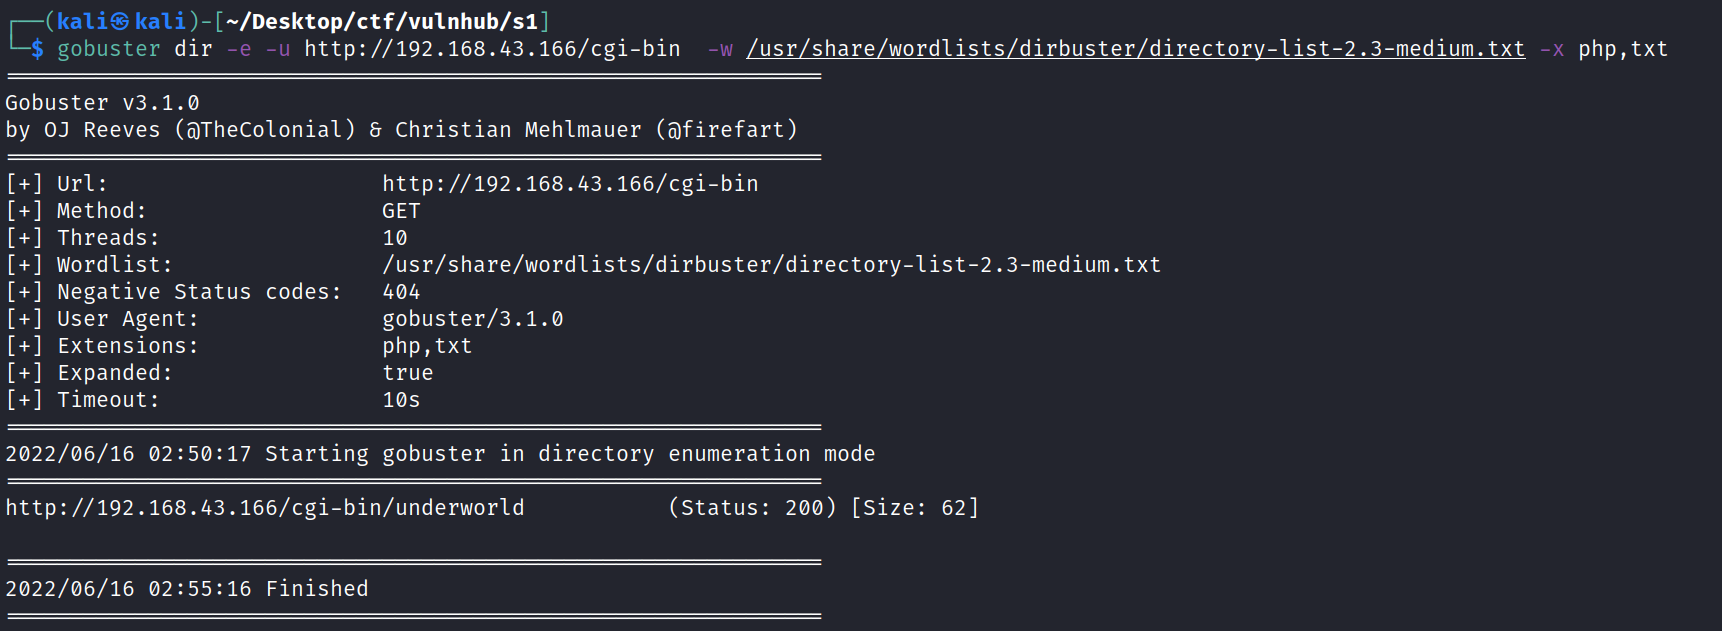 ┌──(kali㉿kali)-[~/Desktop/ctf/vulnhub/s1]
└─$ gobuster dir -e -u http://192.168.43.166/cgi-bin  -w /usr/share/wordlists/dirbuster/directory-list-2.3-medium.txt -x php,txt
===============================================================
Gobuster v3.1.0
by OJ Reeves (@TheColonial) & Christian Mehlmauer (@firefart)
===============================================================
[+] Url:                     http://192.168.43.166/cgi-bin
[+] Method:                  GET
[+] Threads:                 10
[+] Wordlist:                /usr/share/wordlists/dirbuster/directory-list-2.3-medium.txt
[+] Negative Status codes:   404
[+] User Agent:              gobuster/3.1.0
[+] Extensions:              php,txt
[+] Expanded:                true
[+] Timeout:                 10s
===============================================================
2022/06/16 02:50:17 Starting gobuster in directory enumeration mode
===============================================================
http://192.168.43.166/cgi-bin/underworld           (Status: 200) [Size: 62]
===============================================================
2022/06/16 02:55:16 Finished
===============================================================